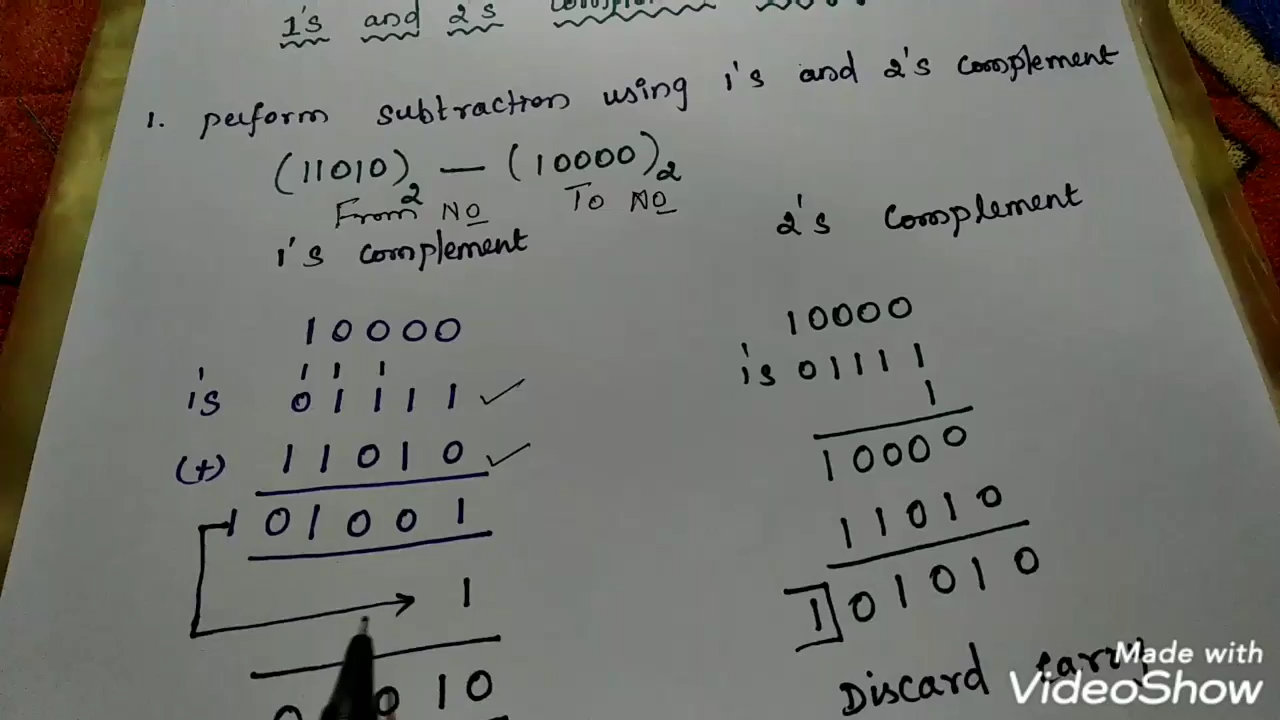 1's and 2's
1. perform subtraction using 1's and 2's complement
(11010)2 — (10000)2
From No To No
1's complement
10000
1's 01111
(+) 11010
1 01001
1
010
2's complement
10000
1's 01111
1
10000
11010
1 01010
Discard carry
Made with
VideoShow